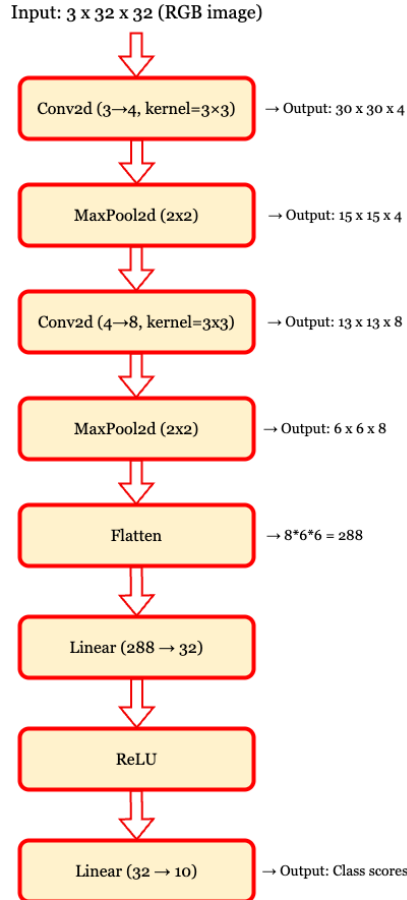 Input: 3 x 32 x 32 (RGB image)
Conv2d (3→4, kernel=3×3) → Output: 30 x 30 x 4
MaxPool2d (2x2) → Output: 15 x 15 x 4
Conv2d (4→8, kernel=3x3) → Output: 13 x 13 x 8
MaxPool2d (2x2) → Output: 6 x 6 x 8
Flatten → 8*6*6 = 288
Linear (288 → 32)
ReLU
Linear (32 → 10) → Output: Class scores